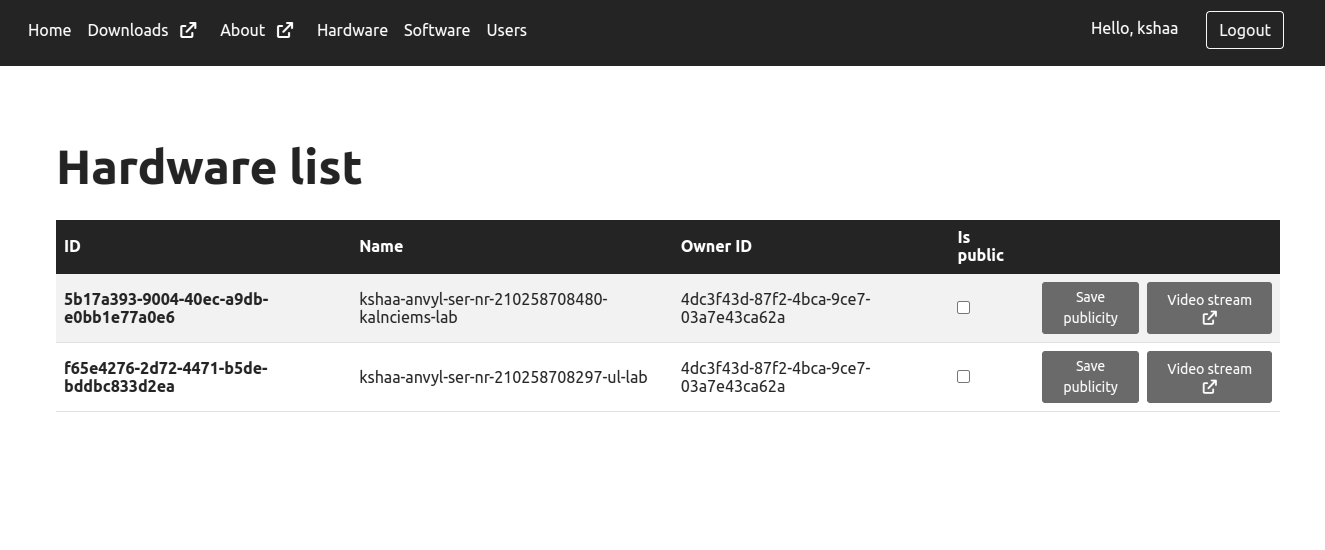 Home Downloads About Hardware Software Users Hello, kshaa Logout
Hardware list
ID Name Owner ID Is public
5b17a393-9004-40ec-a9db-
e0bb1e77a0e6
kshaa-anvyl-ser-nr-210258708480-
kalnciems-lab
4dc3f43d-87f2-4bca-9ce7-
03a7e43ca62a
Save
publicity
Video stream
f65e4276-2d72-4471-b5de-
bddbc833d2ea
kshaa-anvyl-ser-nr-210258708297-ul-lab
4dc3f43d-87f2-4bca-9ce7-
03a7e43ca62a
Save
publicity
Video stream